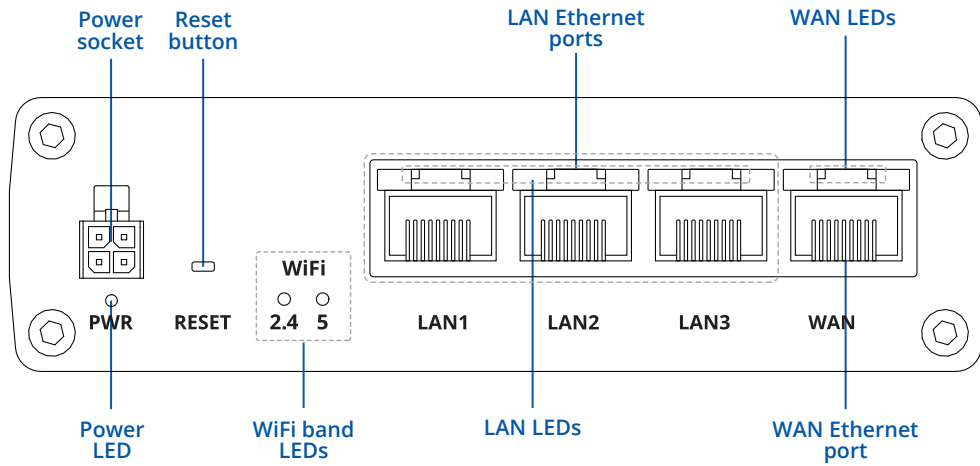 Power
socket
Reset
button
LAN Ethernet
ports
WAN LEDs
WiFi
2.4 5
PWR
RESET
LAN1
LAN2
LAN3
WAN
Power
LED
WiFi band
LEDs
LAN LEDs
WAN Ethernet
port